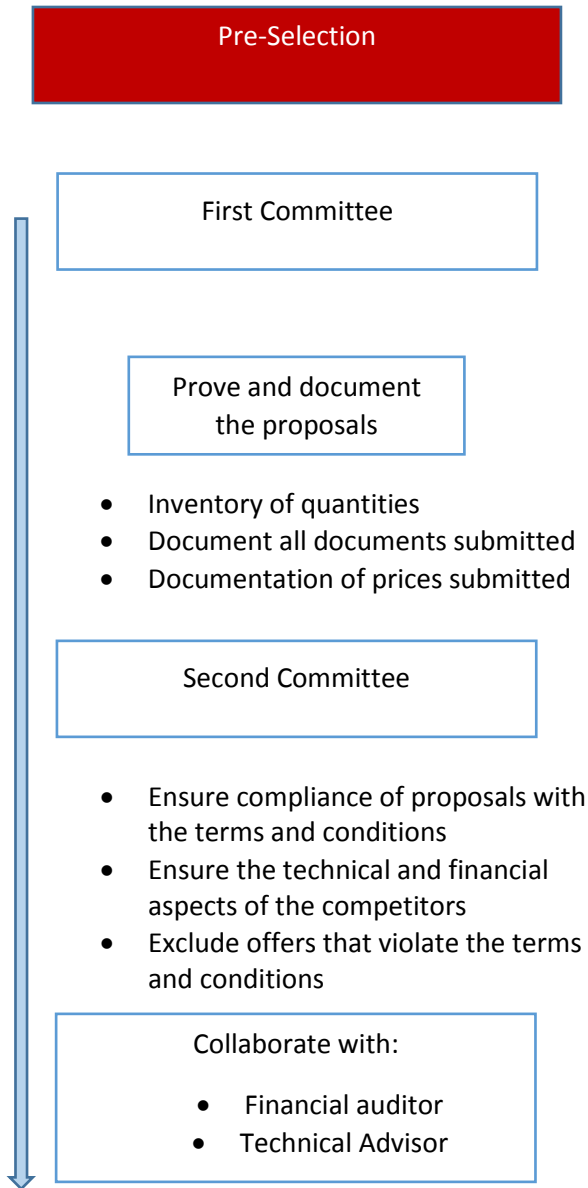 Pre-Selection
First Committee
Prove and document
the proposals
• Inventory of quantities
• Document all documents submitted
• Documentation of prices submitted
Second Committee
• Ensure compliance of proposals with
the terms and conditions
• Ensure the technical and financial
aspects of the competitors
• Exclude offers that violate the terms
and conditions
Collaborate with:
• Financial auditor
• Technical Advisor